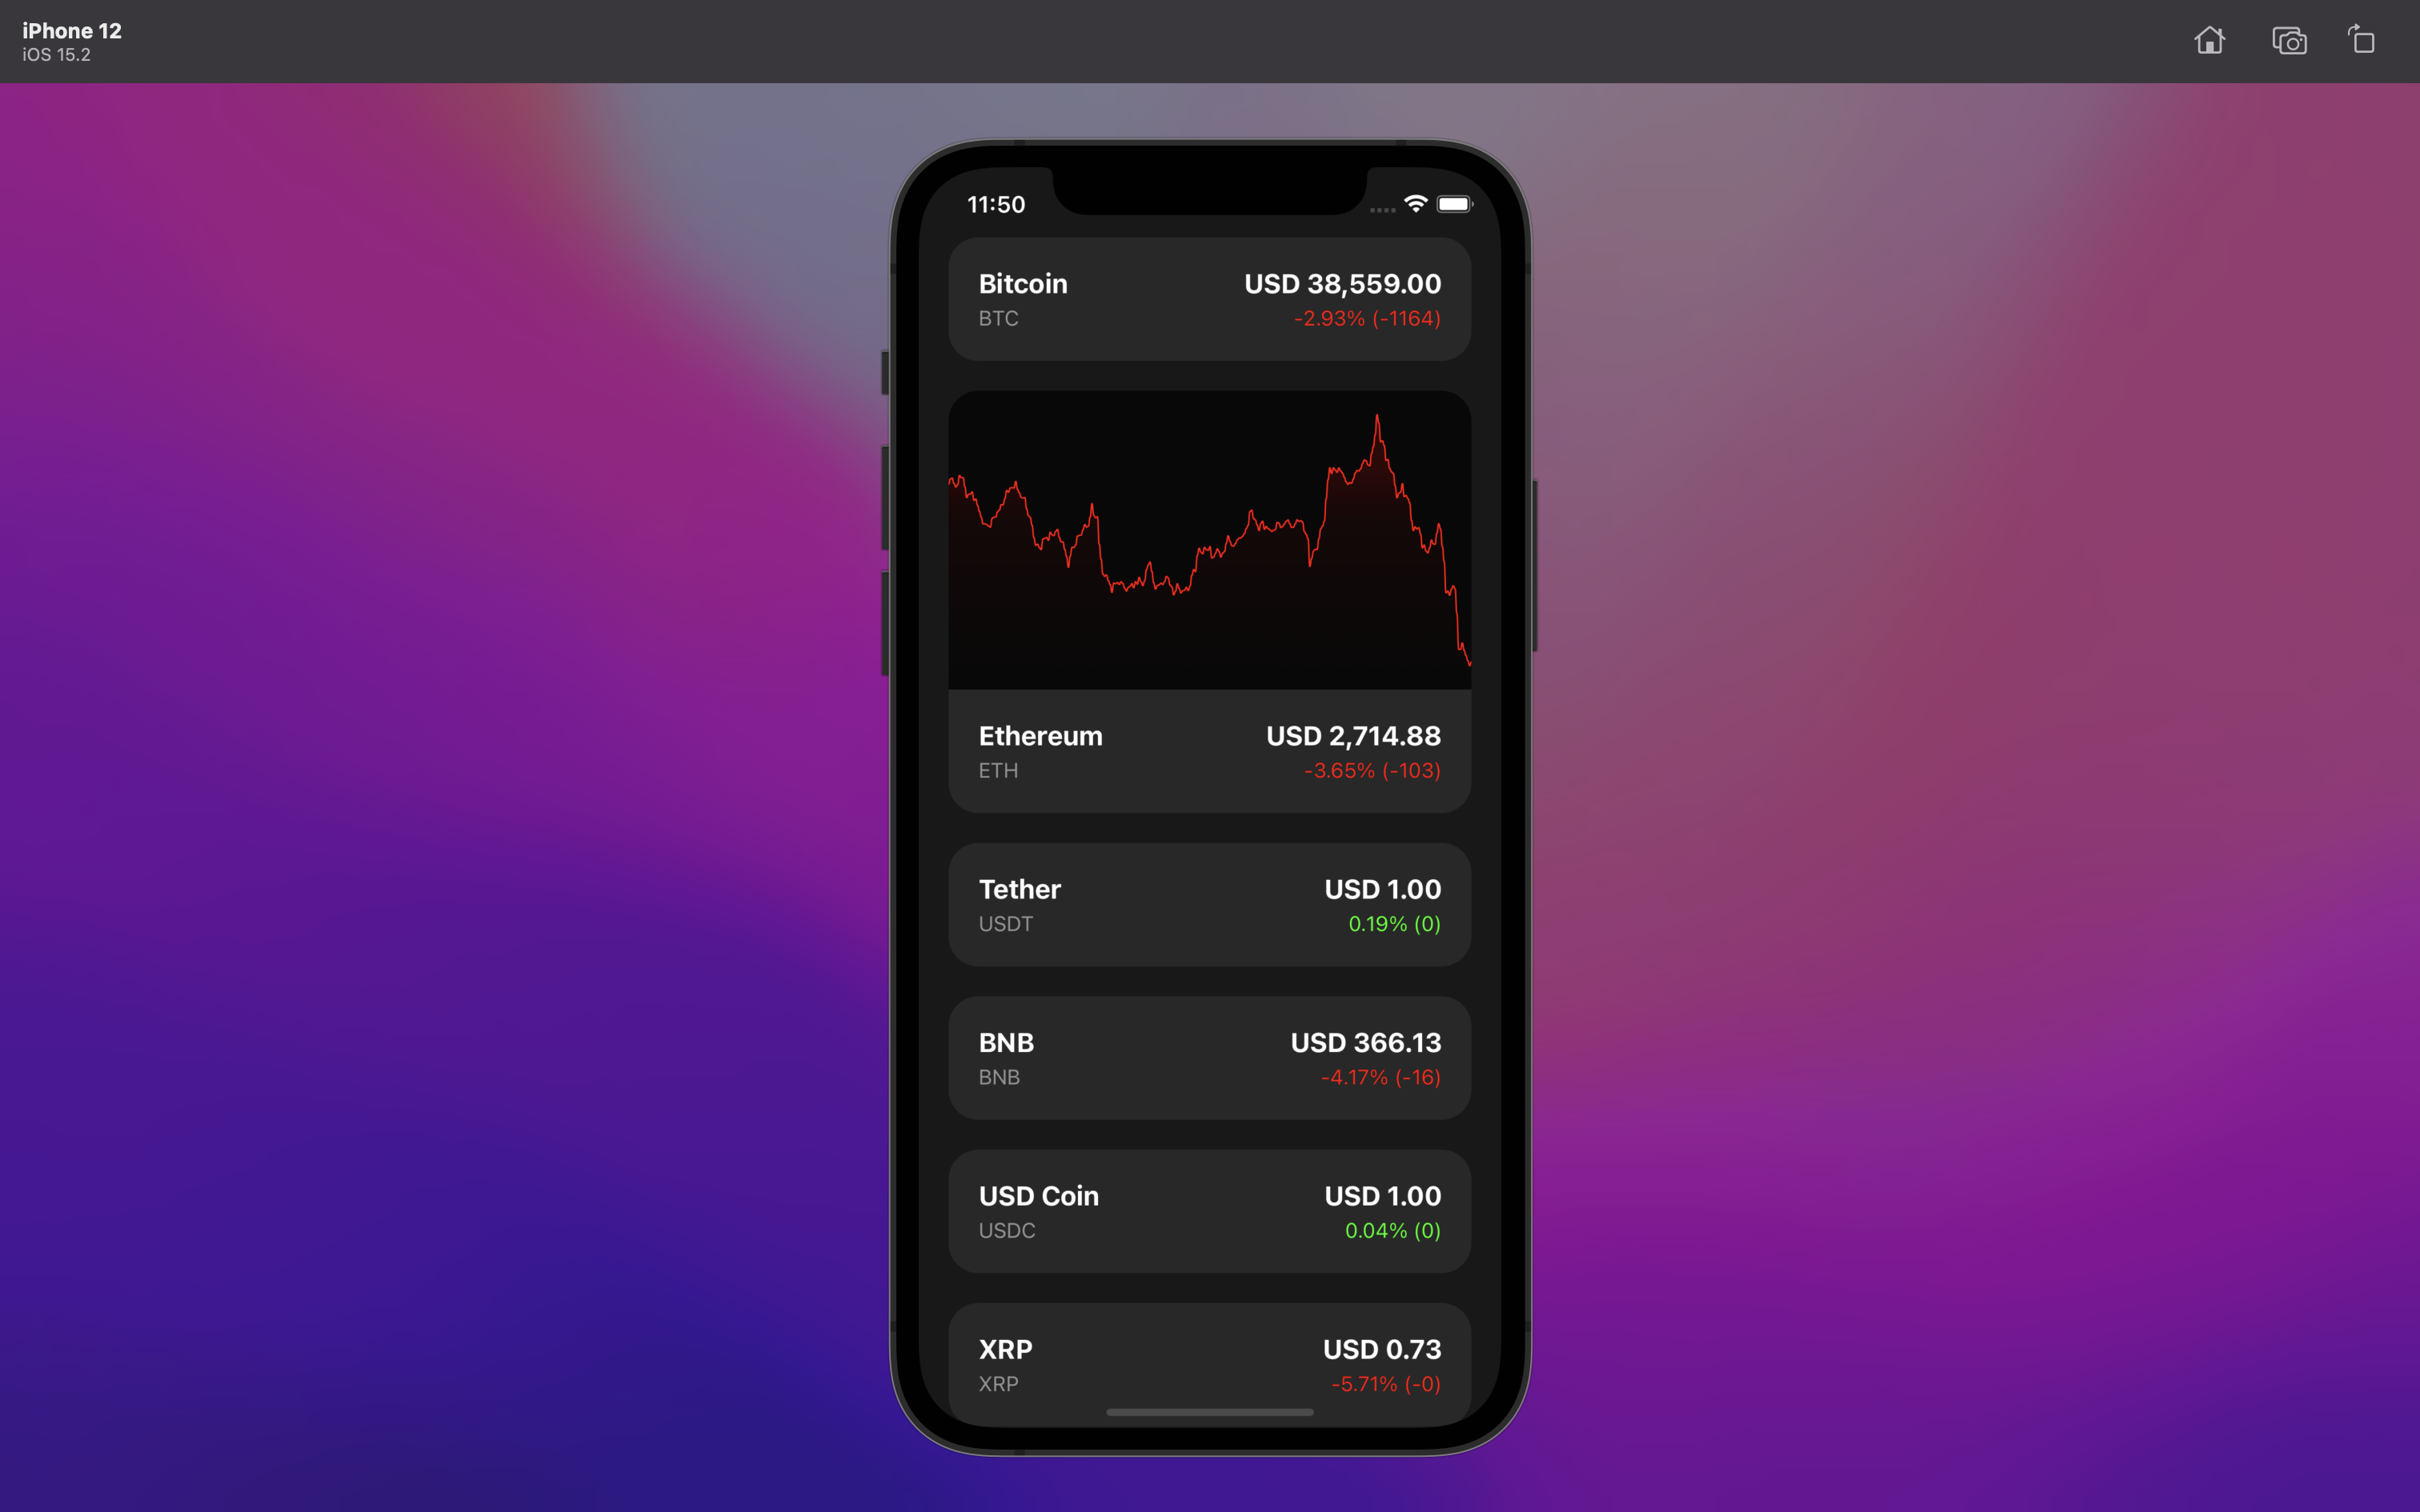 iPhone 12
iOS 15.2
11:50
Bitcoin USD 38,559.00
BTC -2.93% (-1164)
Ethereum USD 2,714.88
ETH -3.65% (-103)
Tether USD 1.00
USDT 0.19% (0)
BNB USD 366.13
BNB -4.17% (-16)
USD Coin USD 1.00
USDC 0.04% (0)
XRP USD 0.73
XRP -5.71% (-0)